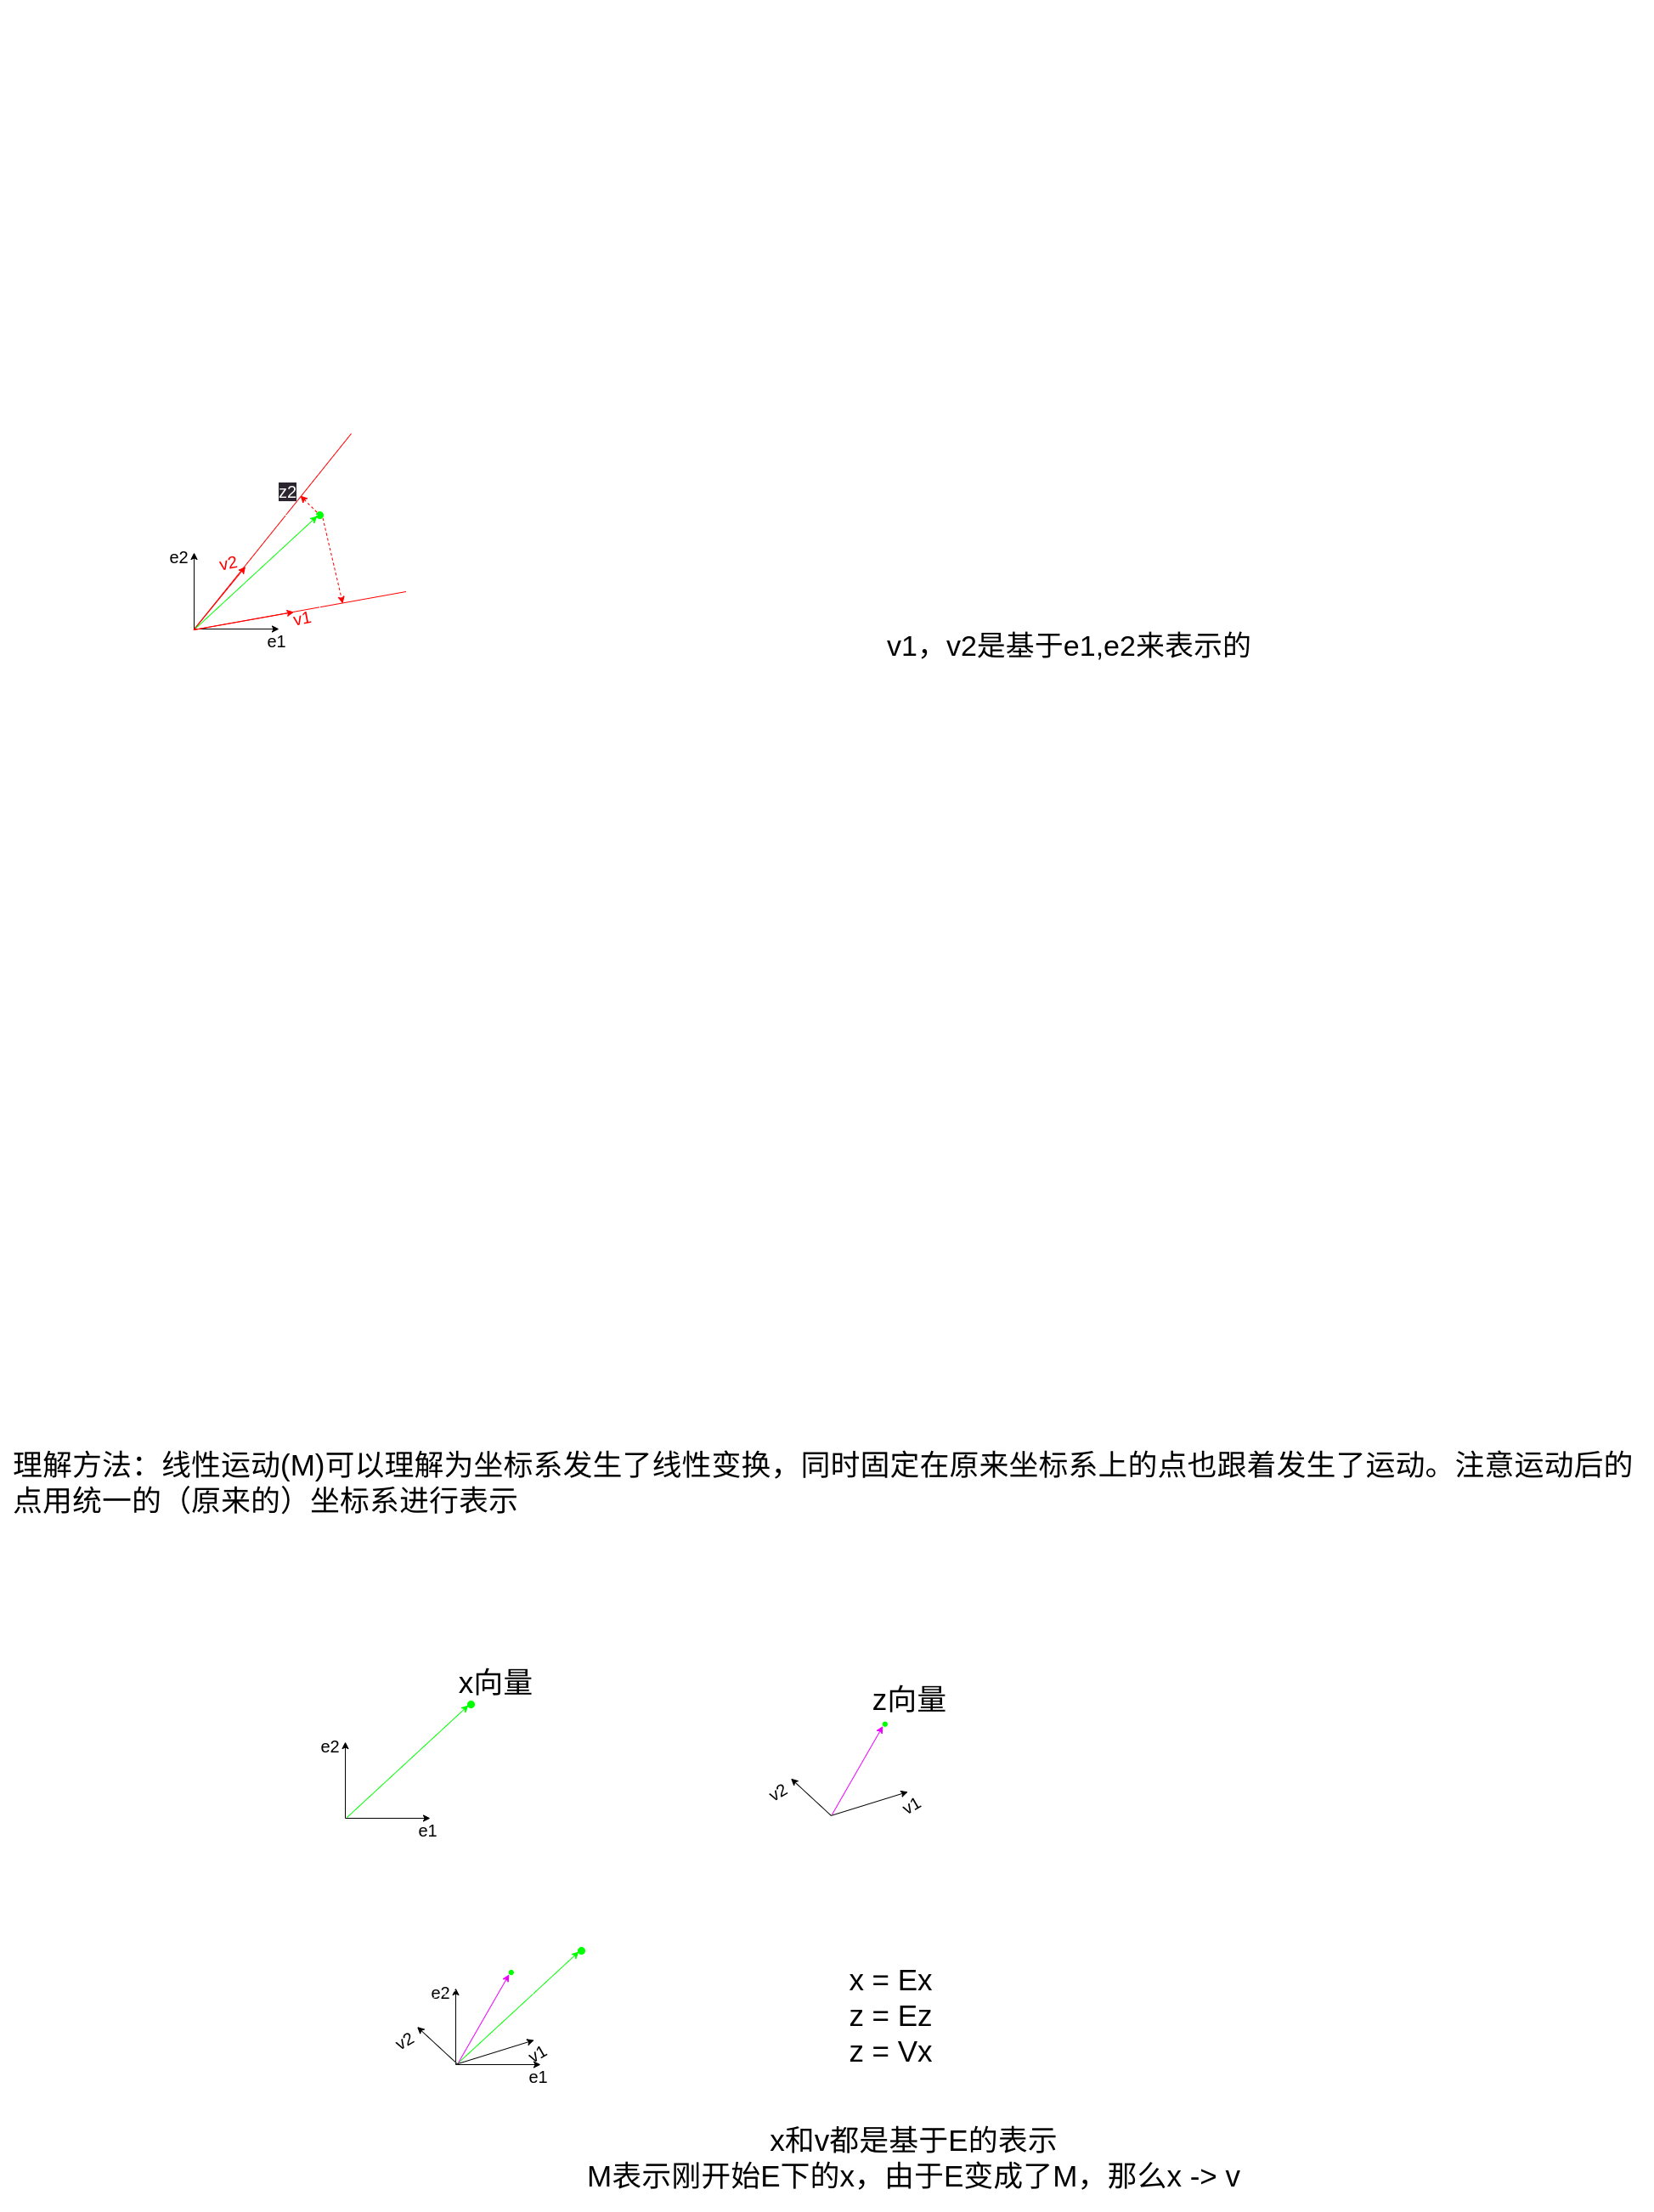 z2
e2
v2
v1
e1
v1，v2是基于e1,e2来表示的
理解方法：线性运动(M)可以理解为坐标系发生了线性变换，同时固定在原来坐标系上的点也跟着发生了运动。注意运动后的
点用统一的（原来的）坐标系进行表示
x向量
z向量
e2
v2
v1
e1
e2
v2
v1
e1
x = Ex
z = Ez
z = Vx
x和v都是基于E的表示
M表示刚开始E下的x，由于E变成了M，那么x -> v